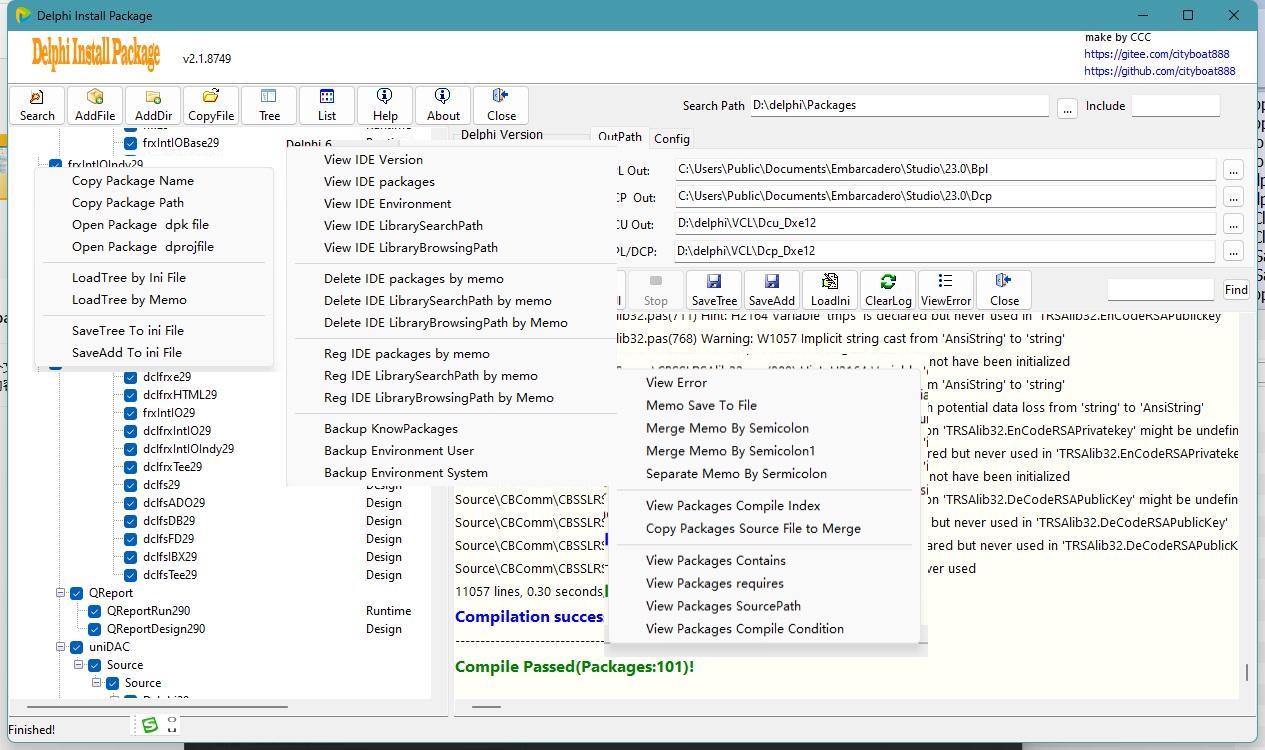 Delphi Install Package
Delphi Install Package
v2.1.8749
make by CCC
https://gitee.com/cityboat888
https://github.com/cityboat888
Search AddFile AddDir CopyFile Tree List Help About Close
Search Path D:\delphi\Packages ... Include
Delphi Version OutPath Config
frxIntIOBase29
frxIntIOIndy29
Delphi 6
Copy Package Name
Copy Package Path
Open Package dpk file
Open Package dprojfile
LoadTree by Ini File
LoadTree by Memo
SaveTree To ini File
SaveAdd To ini File
View IDE Version
View IDE packages
View IDE Environment
View IDE LibrarySearchPath
View IDE LibraryBrowsingPath
Delete IDE packages by memo
Delete IDE LibrarySearchPath by memo
Delete IDE LibraryBrowsingPath by Memo
Reg IDE packages by memo
Reg IDE LibrarySearchPath by memo
Reg IDE LibraryBrowsingPath by Memo
Backup KnowPackages
Backup Environment User
Backup Environment System
L Out: C:\Users\Public\Documents\Embarcadero\Studio\23.0\Bpl ...
CP Out: C:\Users\Public\Documents\Embarcadero\Studio\23.0\Dcp ...
CU Out: D:\delphi\VCL\Dcu_Dxe12 ...
PL/DCP: D:\delphi\VCL\Dcp_Dxe12 ...
Stop SaveTree SaveAdd LoadIni ClearLog ViewError Close Find
lib32.pas(711) Hint: H2164 Variable 'tmps' is declared but never used in 'TRSAlib32.EnCodeRSAPublicKey'
lib32.pas(768) Warning: W1057 Implicit string cast from 'AnsiString' to 'string'
not have been initialized
m 'AnsiString' to 'string'
h potential data loss from 'string' to 'AnsiString'
on 'TRSAlib32.EnCodeRSAPrivatekey' might be undefin
red but never used in 'TRSAlib32.EnCodeRSAPrivateke
not have been initialized
on 'TRSAlib32.DeCodeRSAPublicKey' might be undefin
but never used in 'TRSAlib32.DeCodeRSAPublicKey'
ared but never used in 'TRSAlib32.DeCodeRSAPublicK
ver used
View Error
Memo Save To File
Merge Memo By Semicolon
Merge Memo By Semicolon1
Separate Memo By Sermicolon
View Packages Compile Index
Copy Packages Source File to Merge
View Packages Contains
View Packages requires
View Packages SourcePath
View Packages Compile Condition
dclfrxe29
dclfrxHTML29
frxIntIO29
dclfrxIntIO29
dclfrxIntIOIndy29
dclfrxTee29
dclfs29 Design
dclfsADO29 Design
dclfsDB29 Design
dclfsFD29 Design
dclfsIBX29 Design
dclfsTee29 Design
QReport
QReportRun290 Runtime
QReportDesign290 Design
uniDAC
Source
Source
Source\CBComm\CBSSLRS
Source\CBComm\CBSSLRS
Source\CBComm\CBSSLRS
Source\CBComm\CBSSLRS
11057 lines, 0.30 seconds,
Compilation succes
Compile Passed(Packages:101)!
Finished!